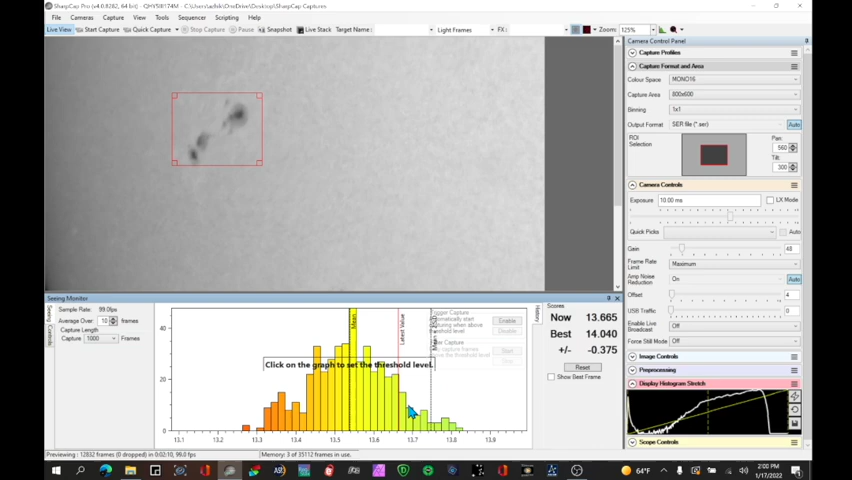 SharpCap Pro (v4.0.8282, 64 bit) - QHY5III174M - C:\Users\azhik\OneDrive\Desktop\SharpCap Captures
File Cameras Capture View Tools Sequencer Scripting Help
Live View Start Capture Quick Capture Stop Capture Pause Snapshot Live Stack Target Name: Light Frames FX: Zoom: 125%
Camera Control Panel
Capture Profiles
Capture Format and Area
Colour Space MONO16
Capture Area 800x600
Binning 1x1
Output Format SER file (*.ser) Auto
ROI Selection
Pan: 560
Tilt: 300
Camera Controls
Exposure 10.00 ms LX Mode
Quick Picks Auto
Gain 48
Frame Rate Limit Maximum
Amp Noise Reduction On Auto
Offset 4
USB Traffic
Enable Live Broadcast Off
Force Still Mode Off
Image Controls
Preprocessing
Display Histogram Stretch
Scope Controls
Seeing Monitor
Seeing Controls
Sample Rate: 99.0fps
Average Over: 10 frames
Capture Length
Capture 1000 Frames
40
20
0
13.1 13.2 13.3 13.4 13.5 13.6 13.7 13.8 13.9
Mean
Latest Value
Click on the graph to set the threshold level.
Enable
Disable
Start
Stop
History
Scores
Now 13.665
Best 14.040
+/- -0.375
Reset
Show Best Frame
Previewing : 12832 frames (0 dropped) in 0:02:10, 99.0 fps
Memory: 3 of 35112 frames in use.
64°F
2:00 PM
1/17/2022